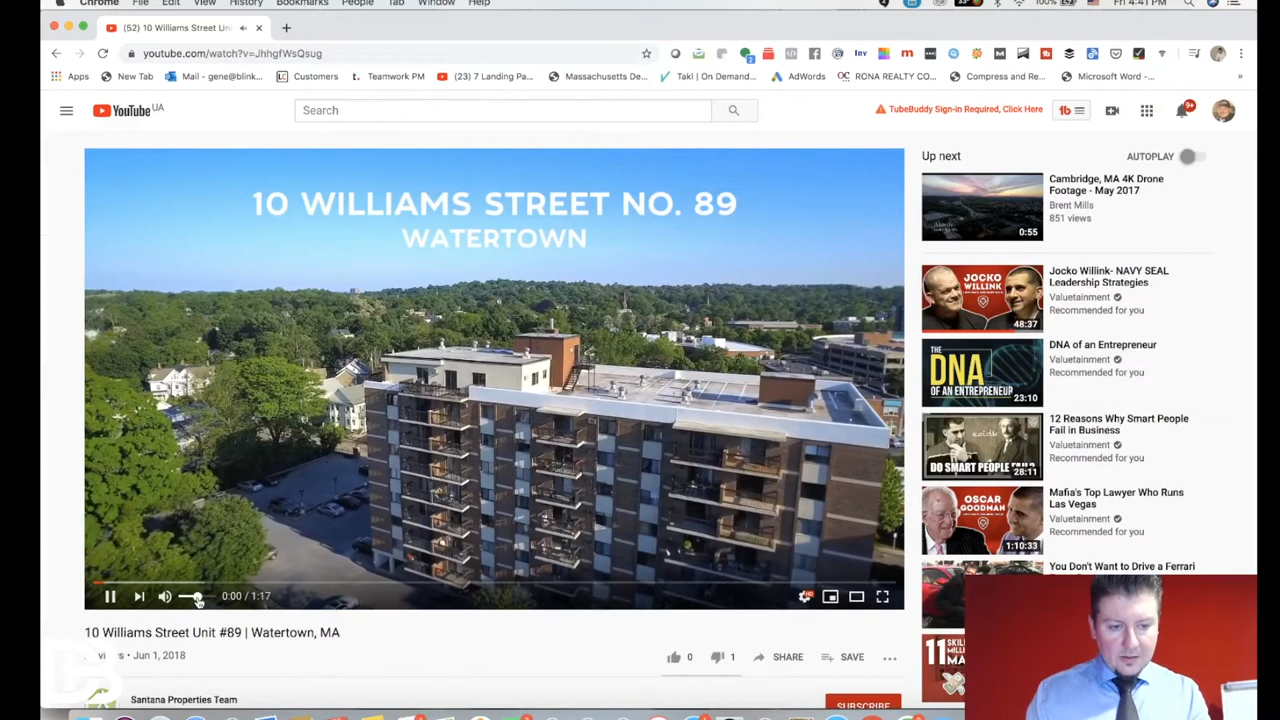 Chrome File Edit View History Bookmarks People Tab Window Help
100% Fri 4:41 PM
(52) 10 Williams Street Uni
youtube.com/watch?v=JhhgfWsQsug
Apps New Tab Mail - gene@blink... Customers Teamwork PM (23) 7 Landing Pa... Massachusetts De... Takl | On Demand... AdWords RONA REALTY CO... Compress and Re... Microsoft Word -...
YouTube UA
Search
TubeBuddy Sign-in Required, Click Here
9+
10 WILLIAMS STREET NO. 89
WATERTOWN
0:00 / 1:17
10 Williams Street Unit #89 | Watertown, MA
Jun 1, 2018
0 1 SHARE SAVE
Santana Properties Team
SUBSCRIBE
Up next AUTOPLAY
Cambridge, MA 4K Drone
Footage - May 2017
Brent Mills
851 views
0:55
Jocko Willink- NAVY SEAL
Leadership Strategies
Valuetainment
Recommended for you
JOCKO
WILLINK
48:37
DNA of an Entrepreneur
Valuetainment
Recommended for you
THE
DNA
OF AN ENTREPRENEUR
23:10
12 Reasons Why Smart People
Fail in Business
Valuetainment
Recommended for you
DO SMART PEOPLE FAIL
28:11
Mafia's Top Lawyer Who Runs
Las Vegas
Valuetainment
Recommended for you
OSCAR
GOODMAN
1:10:33
You Don't Want to Drive a Ferrari